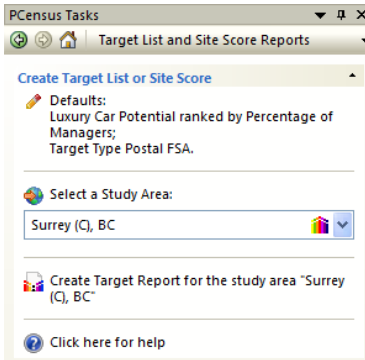 PCensus Tasks
Target List and Site Score Reports
Create Target List or Site Score
Defaults:
Luxury Car Potential ranked by Percentage of
Managers;
Target Type Postal FSA.
Select a Study Area:
Surrey (C), BC
Create Target Report for the study area "Surrey
(C), BC"
Click here for help